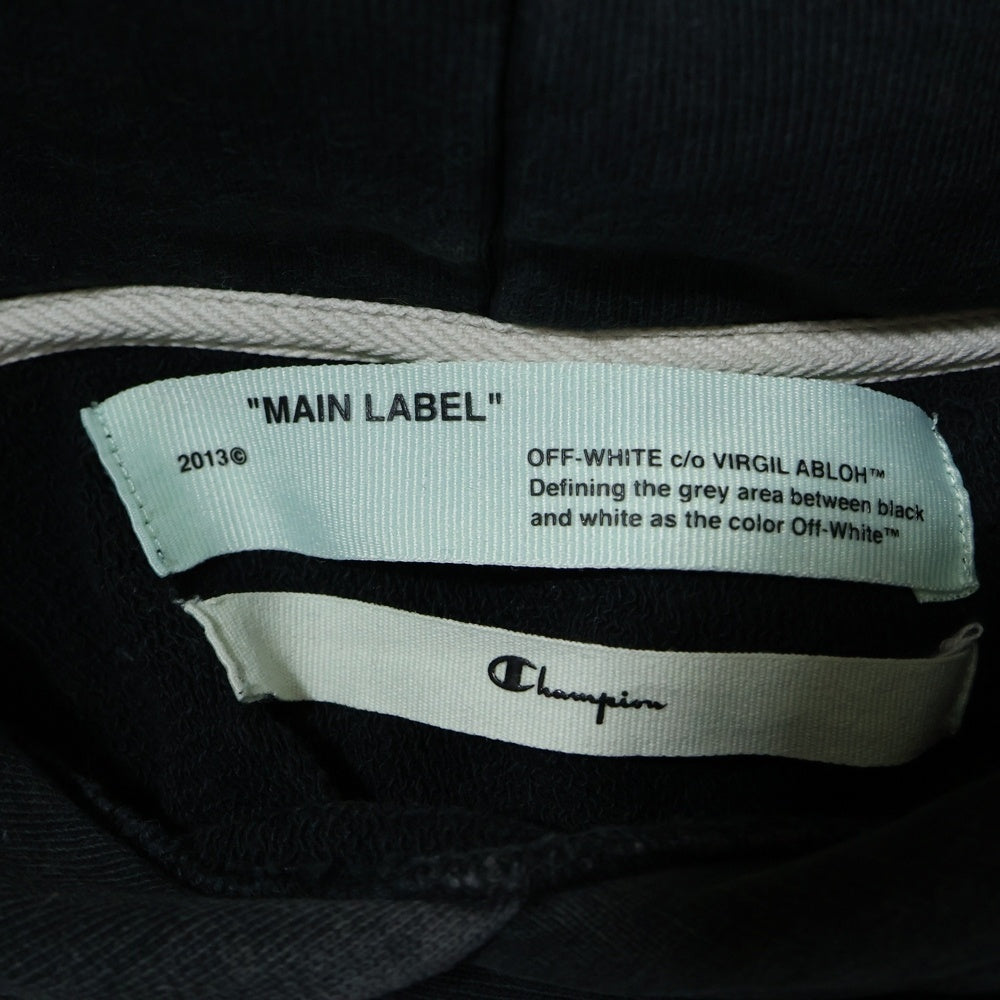 "MAIN LABEL"
2013©
OFF-WHITE c/o VIRGIL ABLOH™
Defining the grey area between black
and white as the color Off-White™
Champion